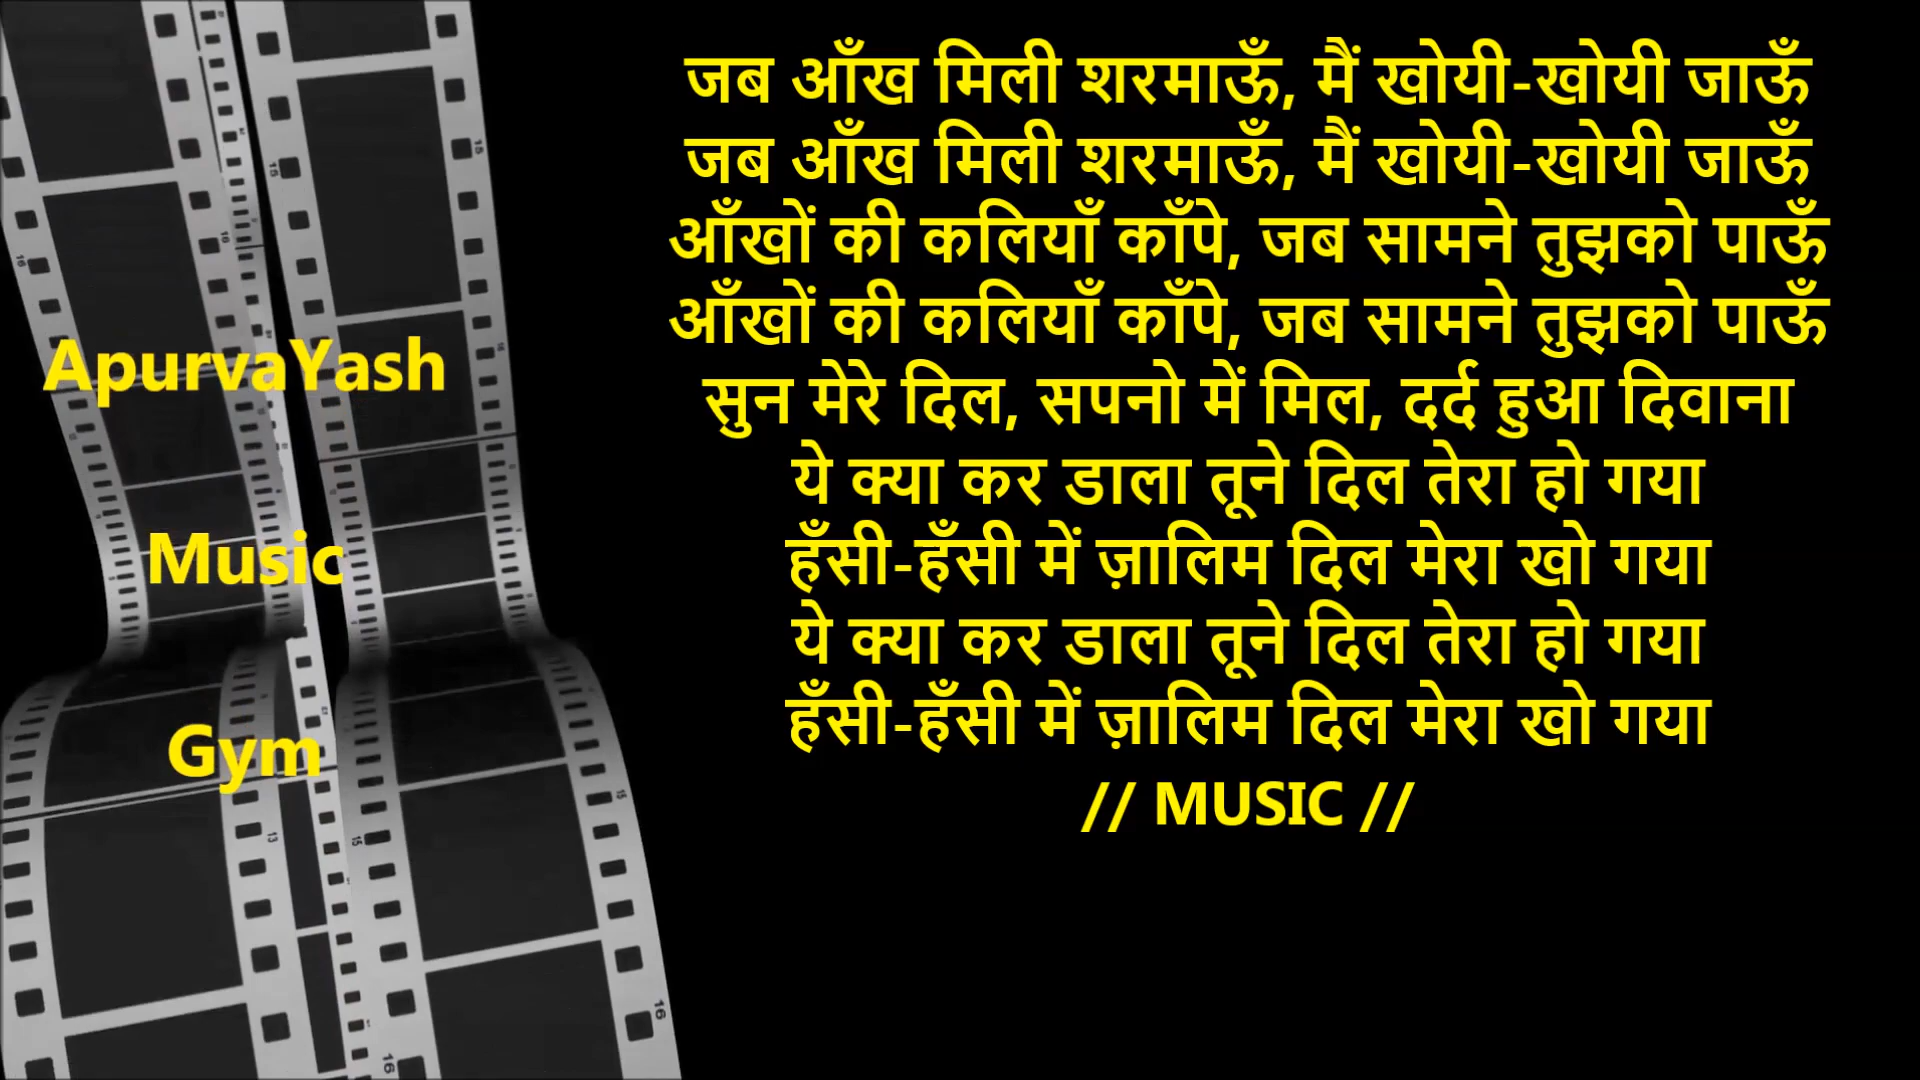 ApurvaYash
Music
Gym
जब आँख मिली शरमाऊँ, मैं खोयी-खोयी जाऊँ
जब आँख मिली शरमाऊँ, मैं खोयी-खोयी जाऊँ
आँखों की कलियाँ काँपे, जब सामने तुझको पाऊँ
आँखों की कलियाँ काँपे, जब सामने तुझको पाऊँ
सुन मेरे दिल, सपनो में मिल, दर्द हुआ दिवाना
ये क्या कर डाला तूने दिल तेरा हो गया
हँसी-हँसी में ज़ालिम दिल मेरा खो गया
ये क्या कर डाला तूने दिल तेरा हो गया
हँसी-हँसी में ज़ालिम दिल मेरा खो गया
// MUSIC //